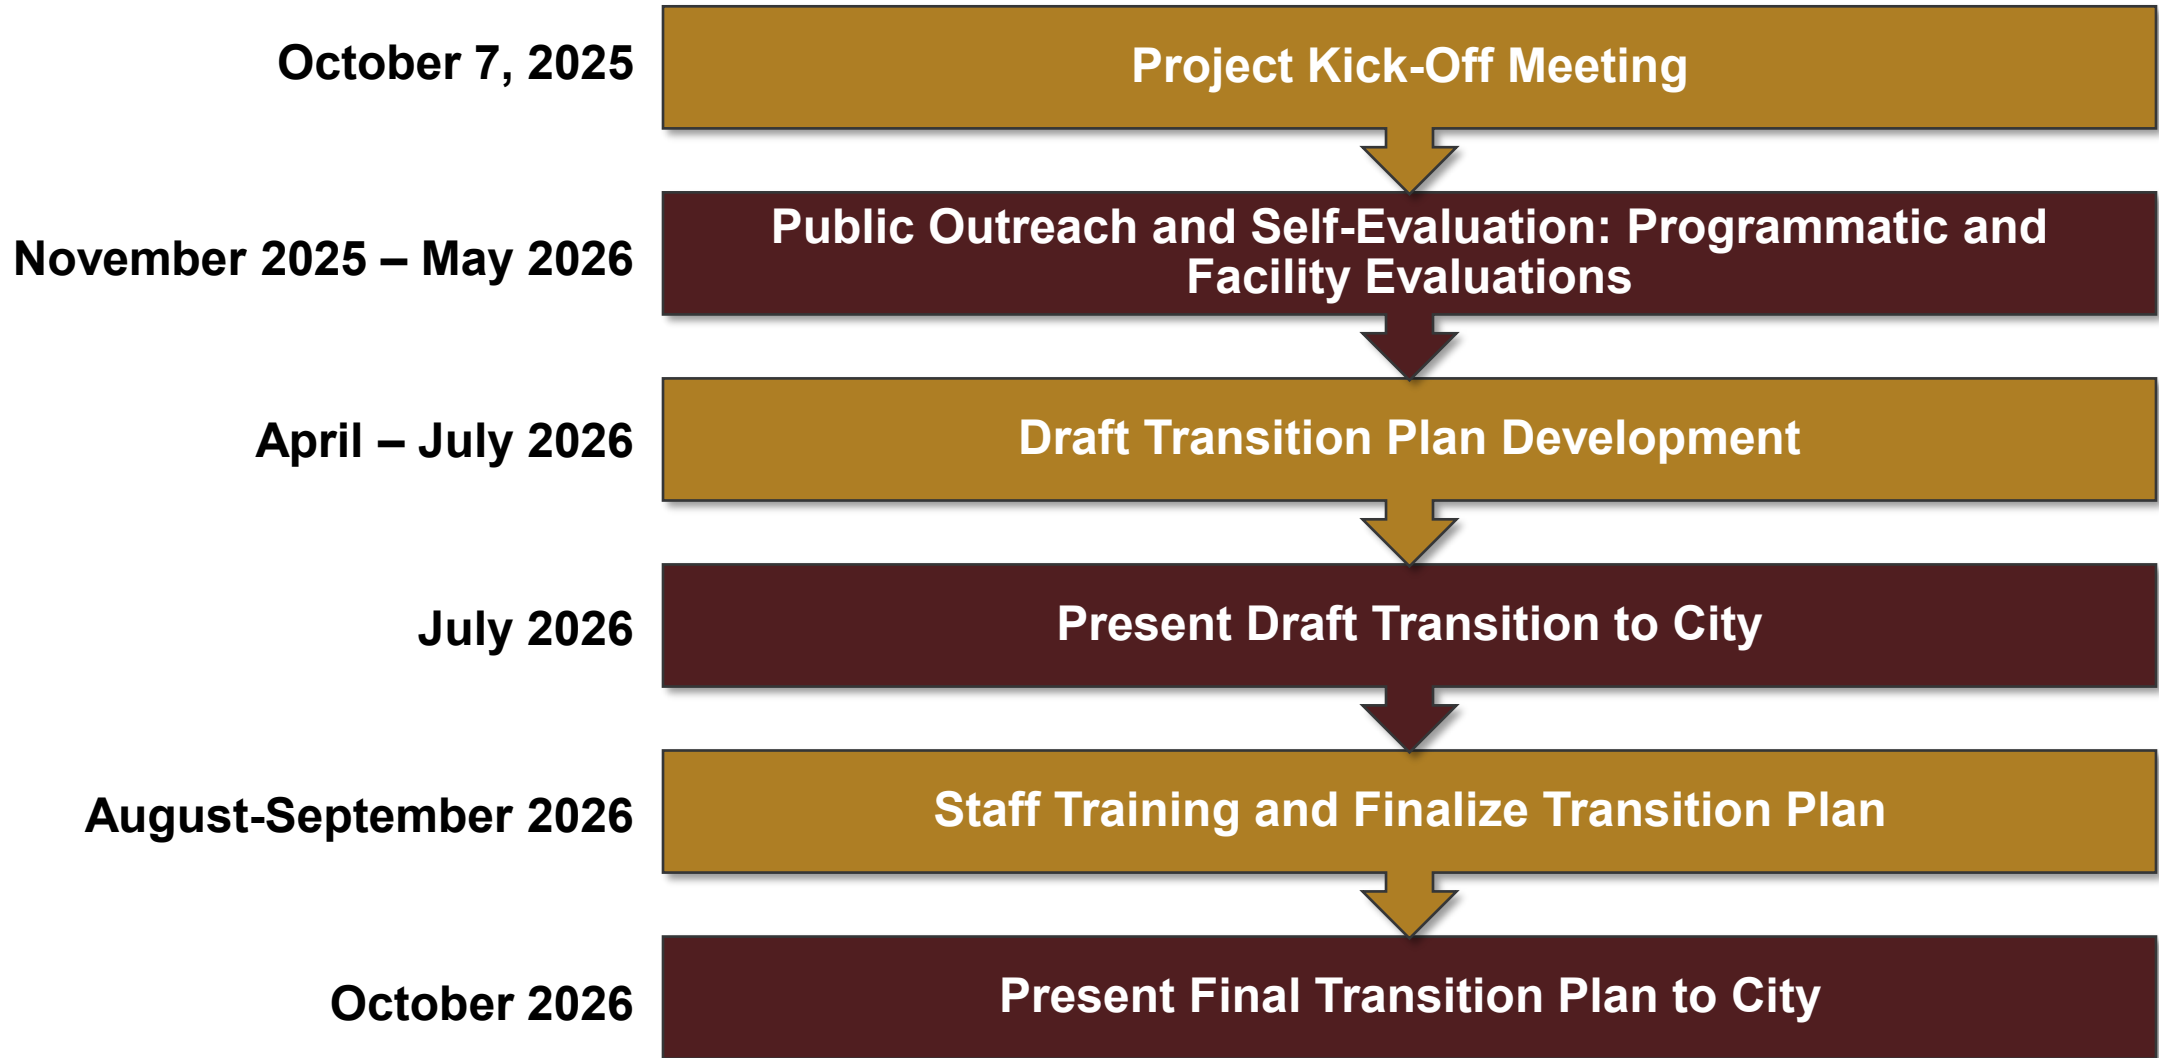 October 7, 2025
Project Kick-Off Meeting
November 2025 – May 2026
Public Outreach and Self-Evaluation: Programmatic and
Facility Evaluations
April – July 2026
Draft Transition Plan Development
July 2026
Present Draft Transition to City
August-September 2026
Staff Training and Finalize Transition Plan
October 2026
Present Final Transition Plan to City